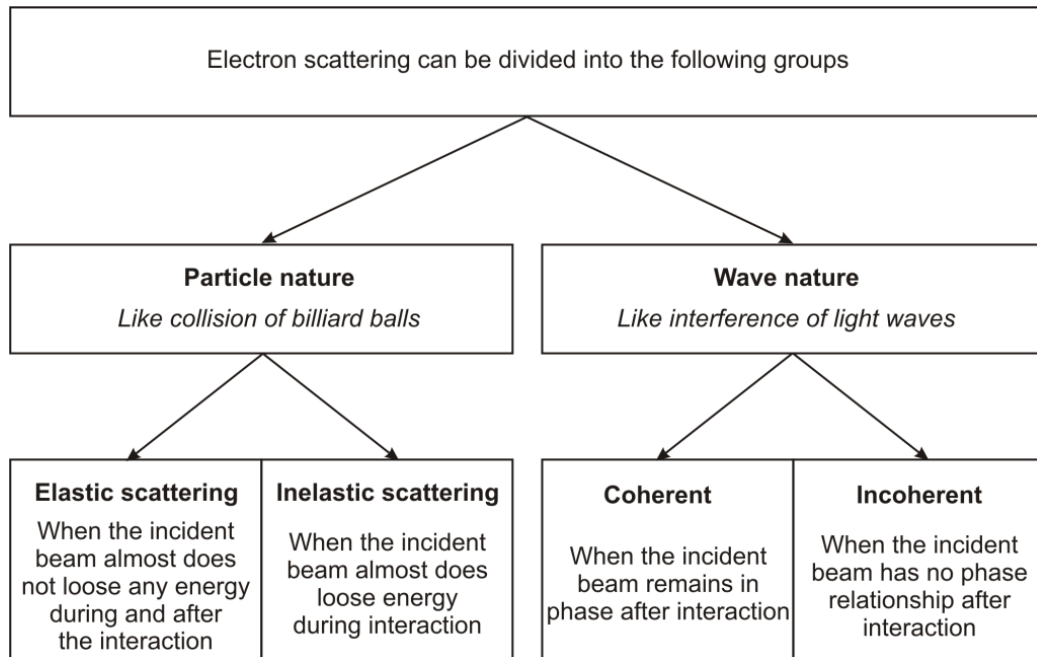 Electron scattering can be divided into the following groups
Particle nature
Like collision of billiard balls
Wave nature
Like interference of light waves
Elastic scattering
When the incident
beam almost does
not loose any energy
during and after
the interaction
Inelastic scattering
When the incident
beam almost does
loose energy
during interaction
Coherent
When the incident
beam remains in
phase after interaction
Incoherent
When the incident
beam has no phase
relationship after
interaction